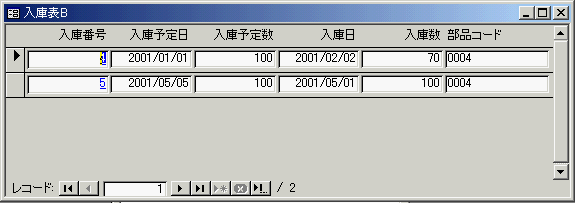 入庫表B
入庫番号 入庫予定日 入庫予定数 入庫日 入庫数 部品コード
2001/01/01 100 2001/02/02 70 0004
5 2001/05/05 100 2001/05/01 100 0004
レコード: 1 / 2